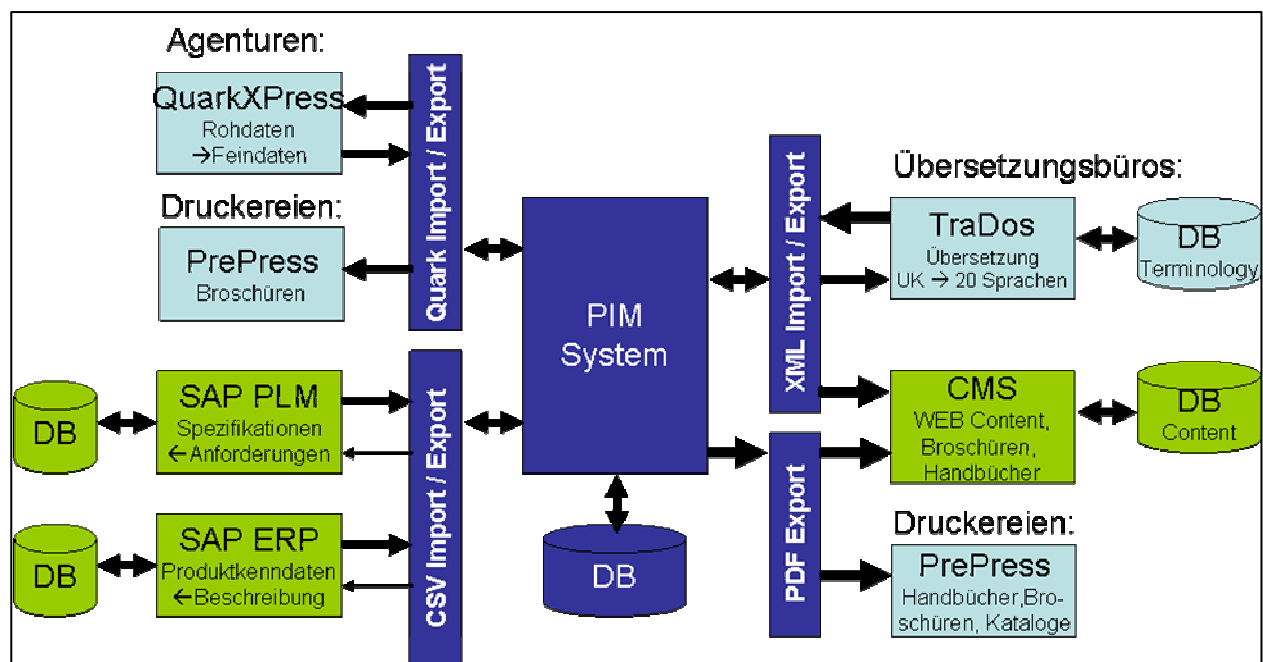 Agenturen:
QuarkXPress
Rohdaten
→Feindaten
Druckereien:
PrePress
Broschüren
Quark Import / Export
DB
SAP PLM
Spezifikationen
←Anforderungen
DB
SAP ERP
Produktkenndaten
←Beschreibung
CSV Import / Export
PIM
System
DB
XML Import / Export
PDF Export
Übersetzungsbüros:
TraDos
Übersetzung
UK → 20 Sprachen
DB
Terminology
CMS
WEB Content,
Broschüren,
Handbücher
DB
Content
Druckereien:
PrePress
Handbücher,Bro-
schüren, Kataloge